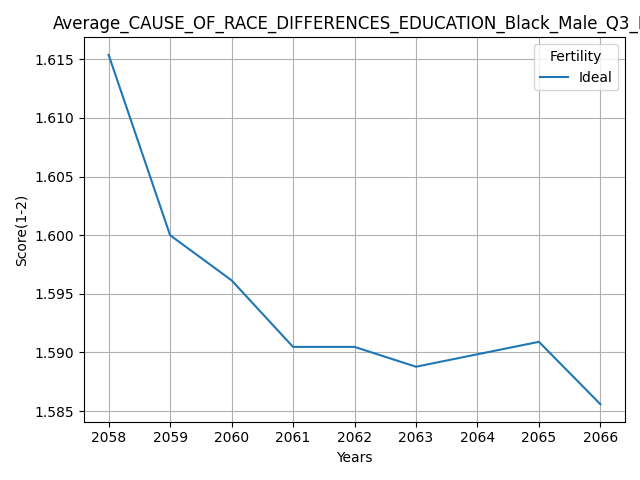 Average_CAUSE_OF_RACE_DIFFERENCES_EDUCATION_Black_Male_Q3_
Fertility
Ideal
1.615
1.610
1.605
1.600
1.595
1.590
1.585
Score(1-2)
2058 2059 2060 2061 2062 2063 2064 2065 2066
Years